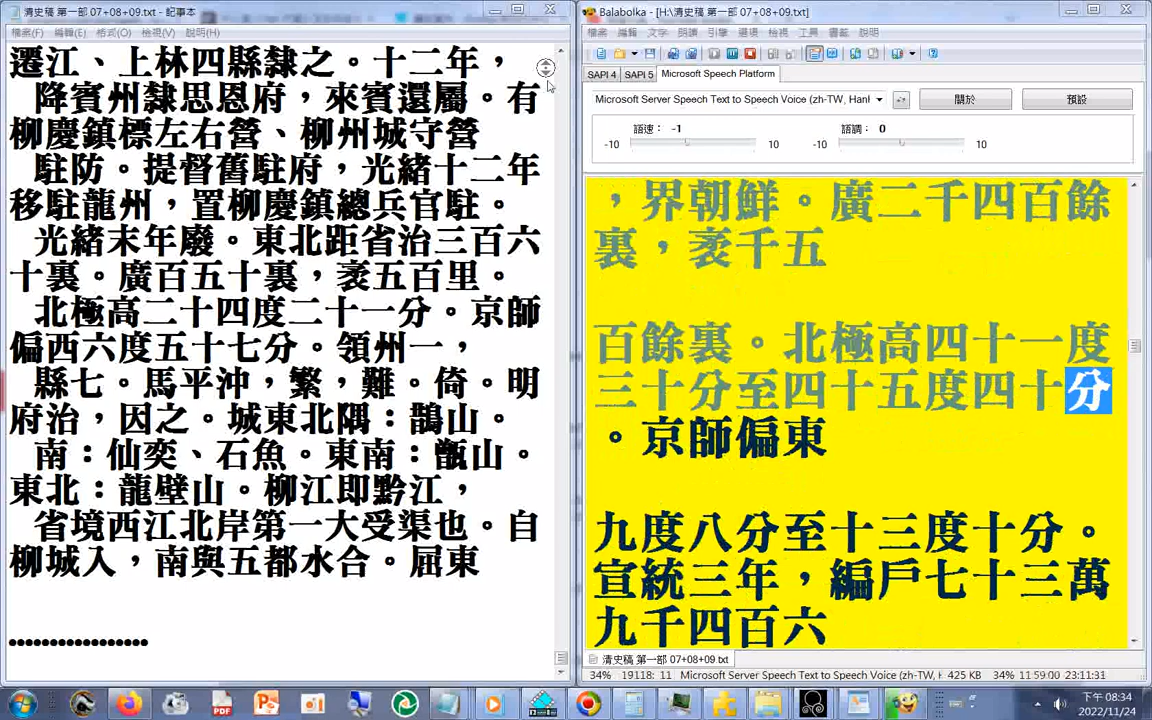 清史稿 第一部 07+08+09.txt - 記事本
檔案(F) 編輯(E) 格式(O) 檢視(V) 說明(H)
遷江、上林四縣隸之。十二年，
降賓州隸思恩府，來賓還屬。有
柳慶鎮標左右營、柳州城守營
駐防。提督舊駐府，光緒十二年
移駐龍州，置柳慶鎮總兵官駐。
光緒末年廢。東北距省治三百六
十裏。廣百五十裏，袤五百里。
北極高二十四度二十一分。京師
偏西六度五十七分。領州一，
縣七。馬平沖，繁，難。倚。明
府治，因之。城東北隅：鵲山。
南：仙奕、石魚。東南：甑山。
東北：龍壁山。柳江即黔江，
省境西江北岸第一大受渠也。自
柳城入，南與五都水合。屈東
●●●●●●●●●●●●●●●●●
Balabolka - [H:\清史稿 第一部 07+08+09.txt]
檔案 編輯 文字 朗讀 引擎 選項 檢視 工具 書籤 說明
SAPI 4 SAPI 5 Microsoft Speech Platform
Microsoft Server Speech Text to Speech Voice (zh-TW, Hanl
關於 預設
語速： -1 語調： 0
-10 10 -10 10
，界朝鮮。廣二千四百餘
裏，袤千五
百餘裏。北極高四十一度
三十分至四十五度四十分
。京師偏東
九度八分至十三度十分。
宣統三年，編戶七十三萬
九千四百六
清史稿 第一部 07+08+09.txt
34% 19118: 11 Microsoft Server Speech Text to Speech Voice (zh-TW, H 425 KB 34% 11:59:00 23:11:31
下午 08:34
2022/11/24